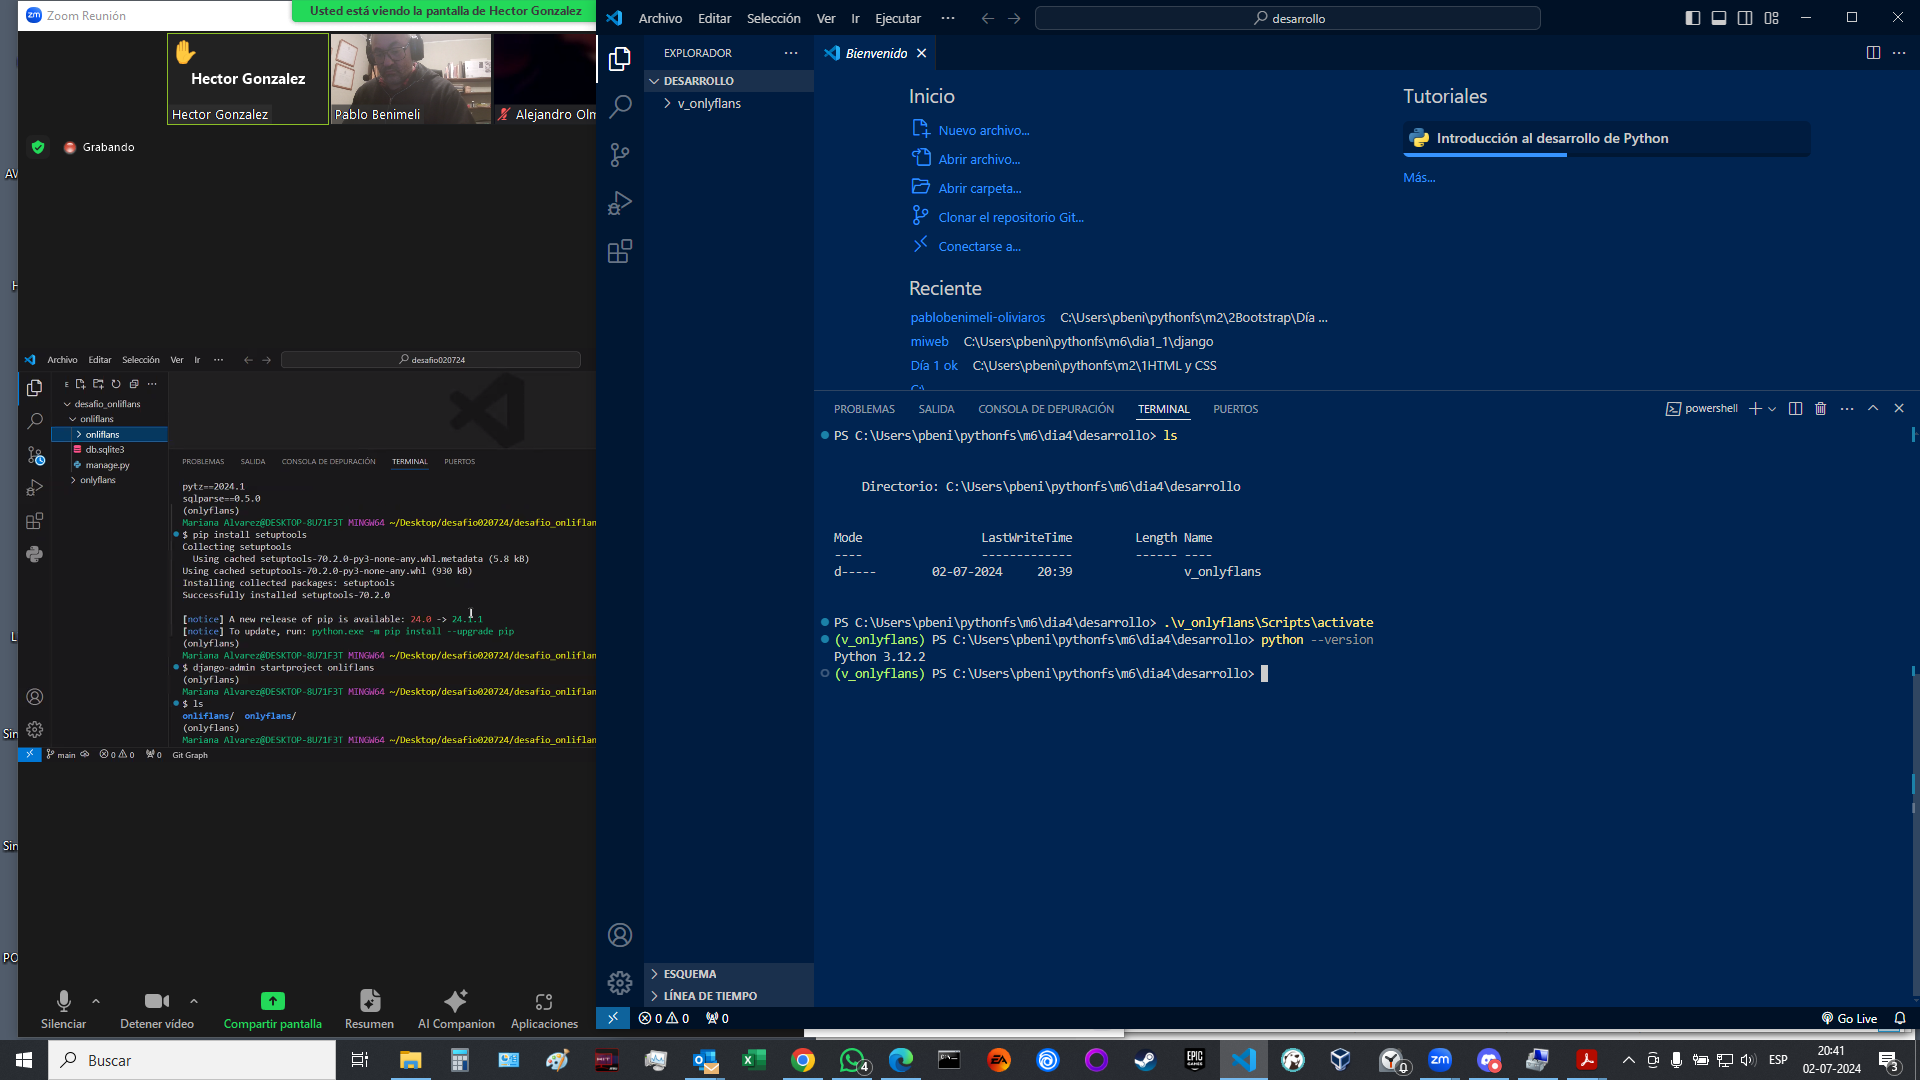 Zoom Reunión
Usted está viendo la pantalla de Hector Gonzalez
Hector Gonzalez
Hector Gonzalez
Pablo Benimeli
Alejandro Olm
Grabando
AV
H
L
Sin
Sin
PO
Archivo Editar Selección Ver Ir ··· desafio020724
E
desafio_onliflans
onliflans
onliflans
db.sqlite3
manage.py
onlyflans
PROBLEMAS SALIDA CONSOLA DE DEPURACIÓN TERMINAL PUERTOS
pytz==2024.1
sqlparse==0.5.0
(onlyflans)
Mariana Alvarez@DESKTOP-8U71F3T MINGW64 ~/Desktop/desafio020724/desafio_onliflan
$ pip install setuptools
Collecting setuptools
Using cached setuptools-70.2.0-py3-none-any.whl.metadata (5.8 kB)
Using cached setuptools-70.2.0-py3-none-any.whl (930 kB)
Installing collected packages: setuptools
Successfully installed setuptools-70.2.0
[notice] A new release of pip is available: 24.0 -> 24.1.1
[notice] To update, run: python.exe -m pip install --upgrade pip
(onlyflans)
Mariana Alvarez@DESKTOP-8U71F3T MINGW64 ~/Desktop/desafio020724/desafio_onliflan
$ django-admin startproject onliflans
(onlyflans)
Mariana Alvarez@DESKTOP-8U71F3T MINGW64 ~/Desktop/desafio020724/desafio_onliflan
$ ls
onliflans/ onlyflans/
(onlyflans)
Mariana Alvarez@DESKTOP-8U71F3T MINGW64 ~/Desktop/desafio020724/desafio_onliflan
main 0 0 0 Git Graph
Silenciar Detener vídeo Compartir pantalla Resumen AI Companion Aplicaciones
Archivo Editar Selección Ver Ir Ejecutar ··· desarrollo
EXPLORADOR
DESARROLLO
v_onlyflans
ESQUEMA
LÍNEA DE TIEMPO
Bienvenido
Inicio
Nuevo archivo...
Abrir archivo...
Abrir carpeta...
Clonar el repositorio Git...
Conectarse a...
Reciente
pablobenimeli-oliviaros C:\Users\pbeni\pythonfs\m2\2Bootstrap\Día ...
miweb C:\Users\pbeni\pythonfs\m6\dia1_1\django
Día 1 ok C:\Users\pbeni\pythonfs\m2\1HTML y CSS
Tutoriales
Introducción al desarrollo de Python
Más...
PROBLEMAS SALIDA CONSOLA DE DEPURACIÓN TERMINAL PUERTOS powershell
PS C:\Users\pbeni\pythonfs\m6\dia4\desarrollo> ls
Directorio: C:\Users\pbeni\pythonfs\m6\dia4\desarrollo
Mode LastWriteTime Length Name
---- ------------- ------ ----
d----- 02-07-2024 20:39 v_onlyflans
PS C:\Users\pbeni\pythonfs\m6\dia4\desarrollo> .\v_onlyflans\Scripts\activate
(v_onlyflans) PS C:\Users\pbeni\pythonfs\m6\dia4\desarrollo> python --version
Python 3.12.2
(v_onlyflans) PS C:\Users\pbeni\pythonfs\m6\dia4\desarrollo>
0 0 0 Go Live
Buscar
4
EPIC GAMES
zm
ESP
20:41
02-07-2024
3